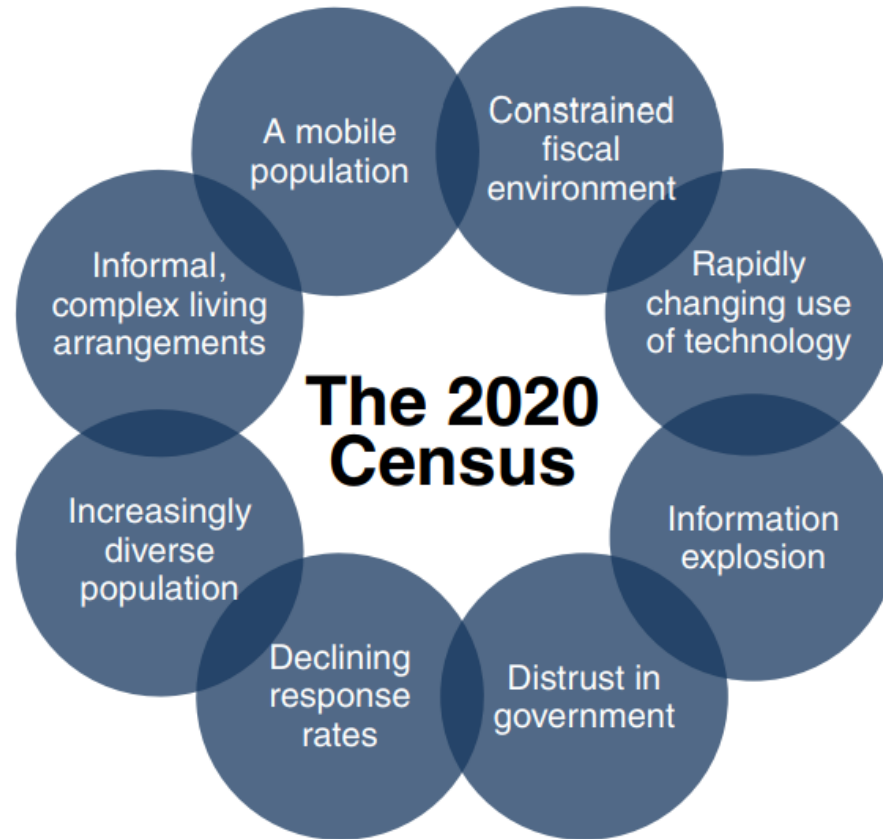 A mobile
population
Constrained
fiscal
environment
Rapidly
changing use
of technology
Information
explosion
Distrust in
government
Declining
response
rates
Increasingly
diverse
population
Informal,
complex living
arrangements
The 2020
Census